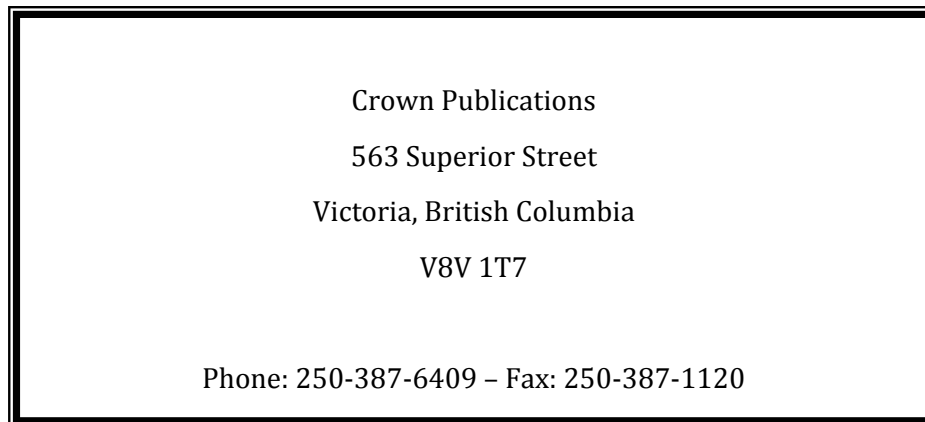 Crown Publications
563 Superior Street
Victoria, British Columbia
V8V 1T7
Phone: 250-387-6409 – Fax: 250-387-1120